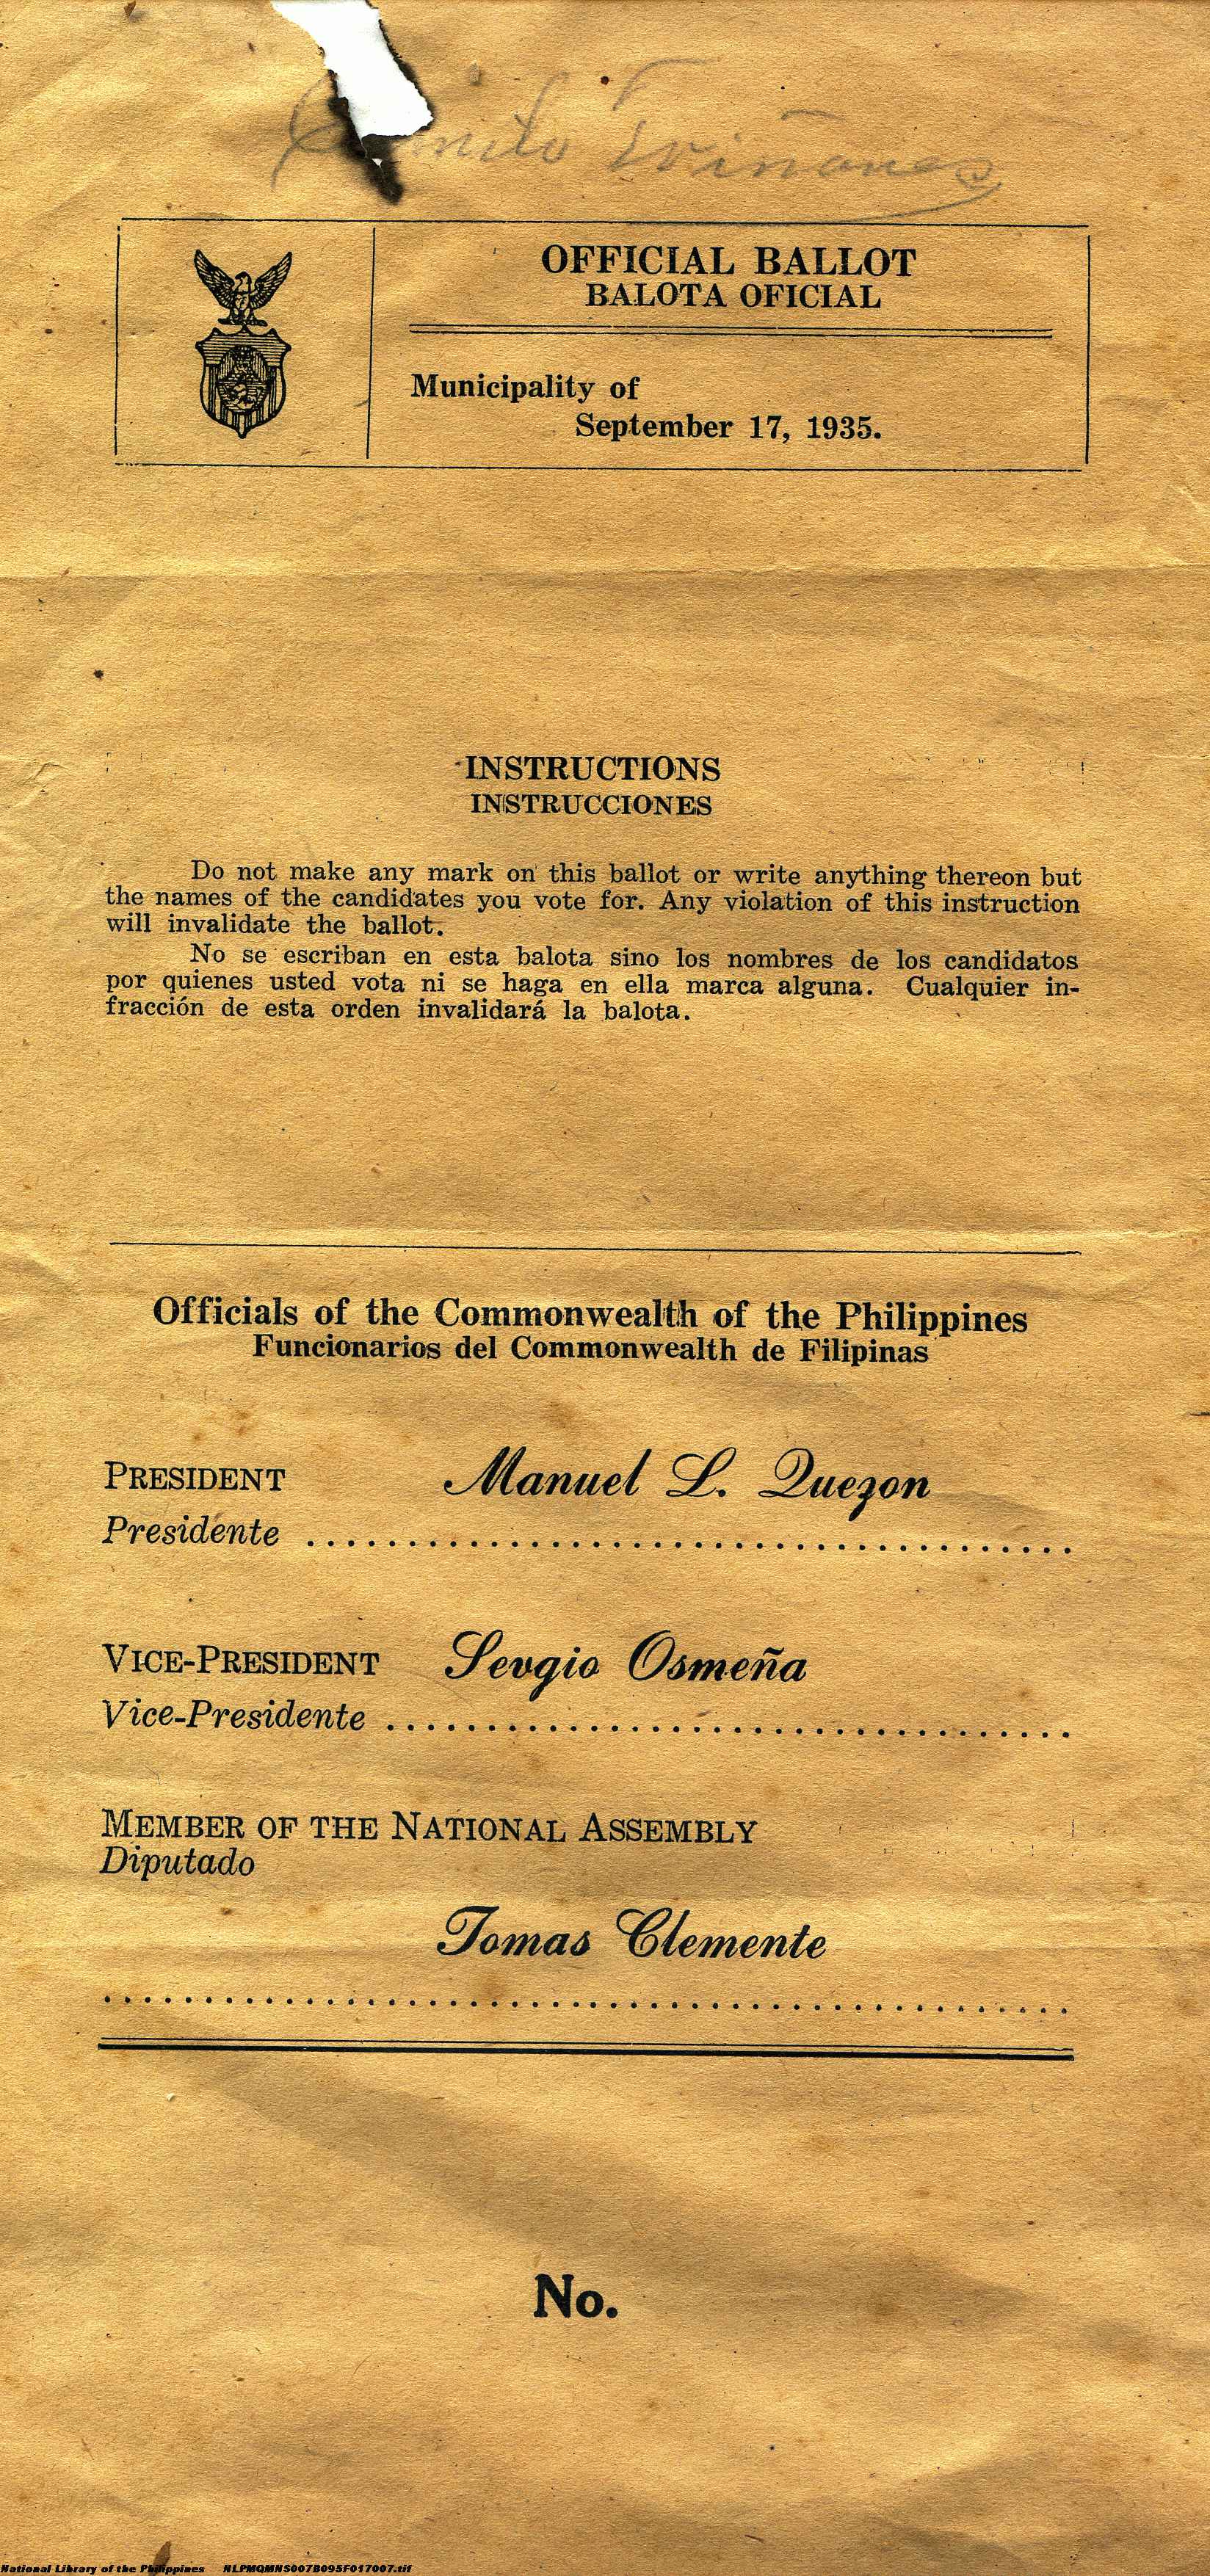 OFFICIAL BALLOT
BALOTA OFICIAL
Municipality of
September 17, 1935.
INSTRUCTIONS
INSTRUCCIONES
Do not make any mark on this ballot or write anything thereon but
the names of the candidates you vote for. Any violation of this instruction
will invalidate the ballot.
No se escriban en esta balota sino los nombres de los candidatos
por quienes usted vota ni se haga en ella marca alguna. Cualquier in-
fracción de esta orden invalidará la balota.
Officials of the Commonwealth of the Philippines
Funcionarios del Commonwealth de Filipinas
PRESIDENT Manuel L. Quezon
Presidente ......................................
VICE-PRESIDENT Sergio Osmeña
Vice-Presidente ..................................
MEMBER OF THE NATIONAL ASSEMBLY
Diputado
Tomas Clemente
................................................
No.
National Library of the Philippines NLPMQMNS007B095F017007.tif